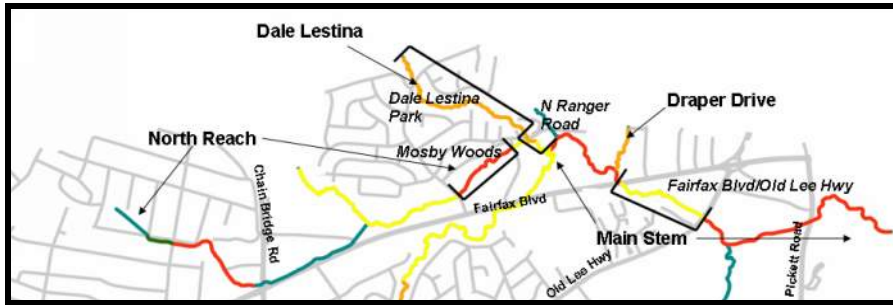 Dale Lestina
Dale Lestina
Park
N Ranger
Road
Draper Drive
North Reach
Mosby Woods
Chain Bridge Rd
Fairfax Blvd
Fairfax Blvd/Old Lee Hwy
Main Stem
Old Lee Hwy
Pickett Road